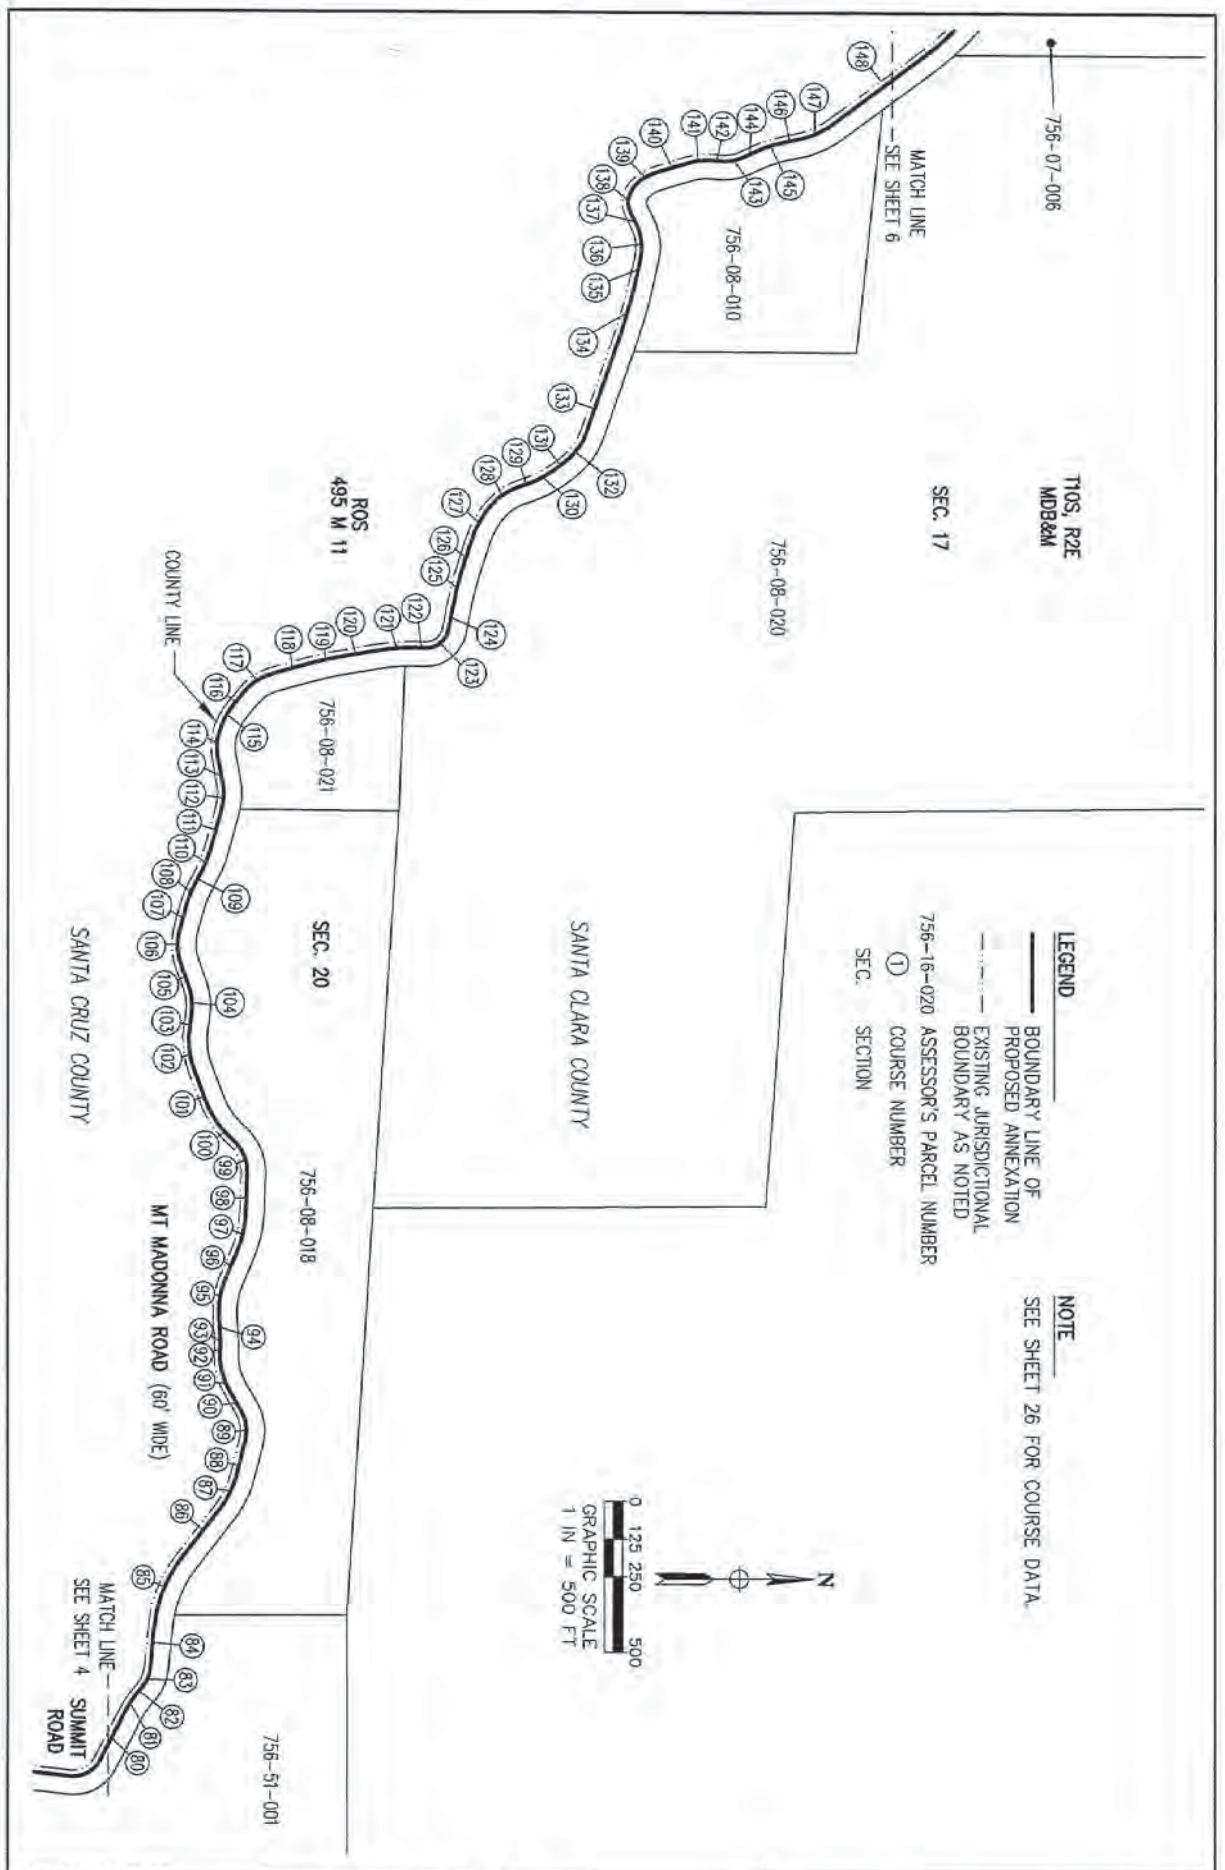 756-07-006
T10S, R2E
MDB&M
SEC. 17
MATCH LINE
SEE SHEET 6
148
147
146
145
144
143
142
141
140
139
138
137
136
135
134
133
132
131
130
129
128
127
126
125
124
123
122
121
120
119
118
117
116
115
114
113
112
111
110
109
108
107
106
105
104
103
102
101
100
99
98
97
96
95
94
93
92
91
90
89
88
87
86
85
84
83
82
81
80
756-08-010
756-08-020
ROS
495 M 11
COUNTY LINE
756-08-021
SEC. 20
SANTA CLARA COUNTY
SANTA CRUZ COUNTY
756-08-018
MT MADONNA ROAD (60' WIDE)
MATCH LINE
SEE SHEET 4
SUMMIT
ROAD
756-51-001
LEGEND
BOUNDARY LINE OF
PROPOSED ANNEXATION
EXISTING JURISDICTIONAL
BOUNDARY AS NOTED
756-16-020 ASSESSOR'S PARCEL NUMBER
1 COURSE NUMBER
SEC. SECTION
NOTE
SEE SHEET 26 FOR COURSE DATA.
N
0 125 250 500
GRAPHIC SCALE
1 IN = 500 FT